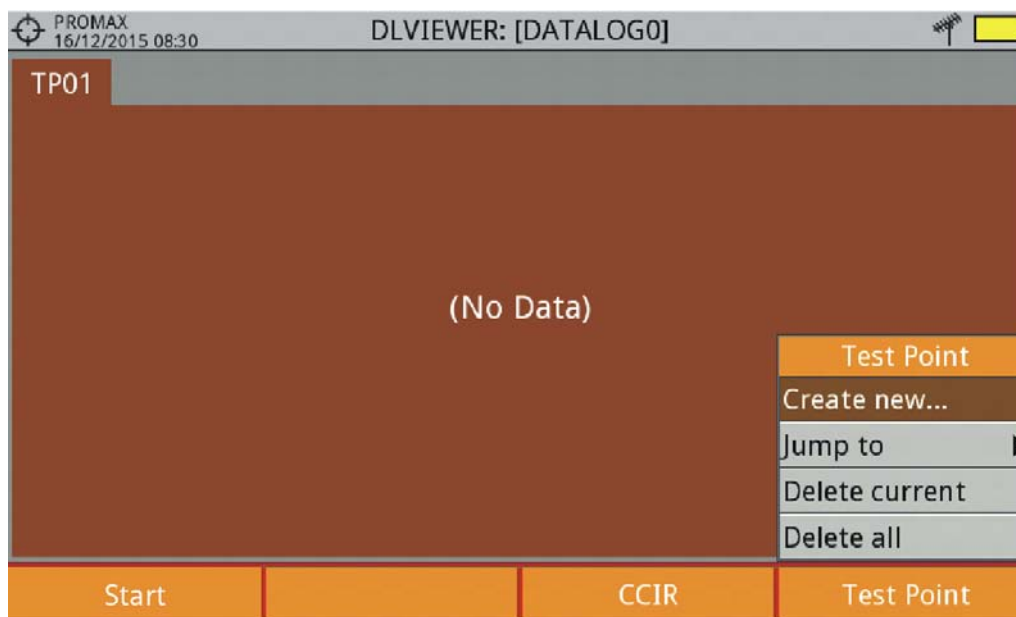 PROMAX
16/12/2015 08:30
DLVIEWER: [DATALOG0]
TP01
(No Data)
Test Point
Create new...
Jump to
Delete current
Delete all
Start
CCIR
Test Point